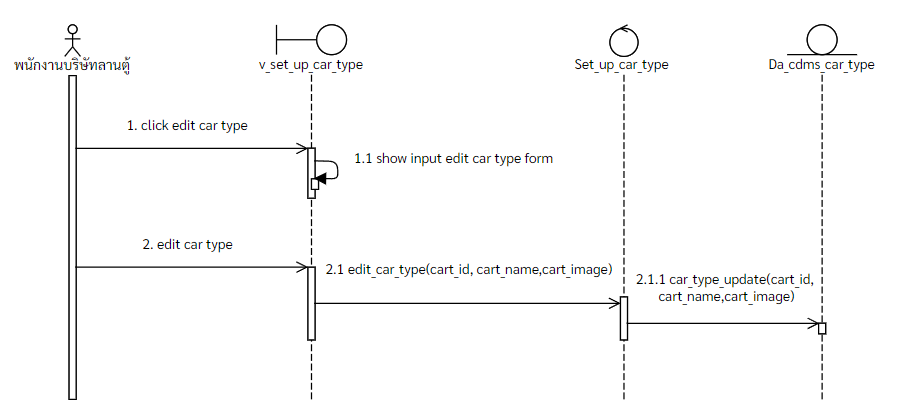 พนักงานบริษัทลานตู้
v_set_up_car_type
Set_up_car_type
Da_cdms_car_type
1. click edit car type
1.1 show input edit car type form
2. edit car type
2.1 edit_car_type(cart_id, cart_name,cart_image)
2.1.1 car_type_update(cart_id,
cart_name,cart_image)